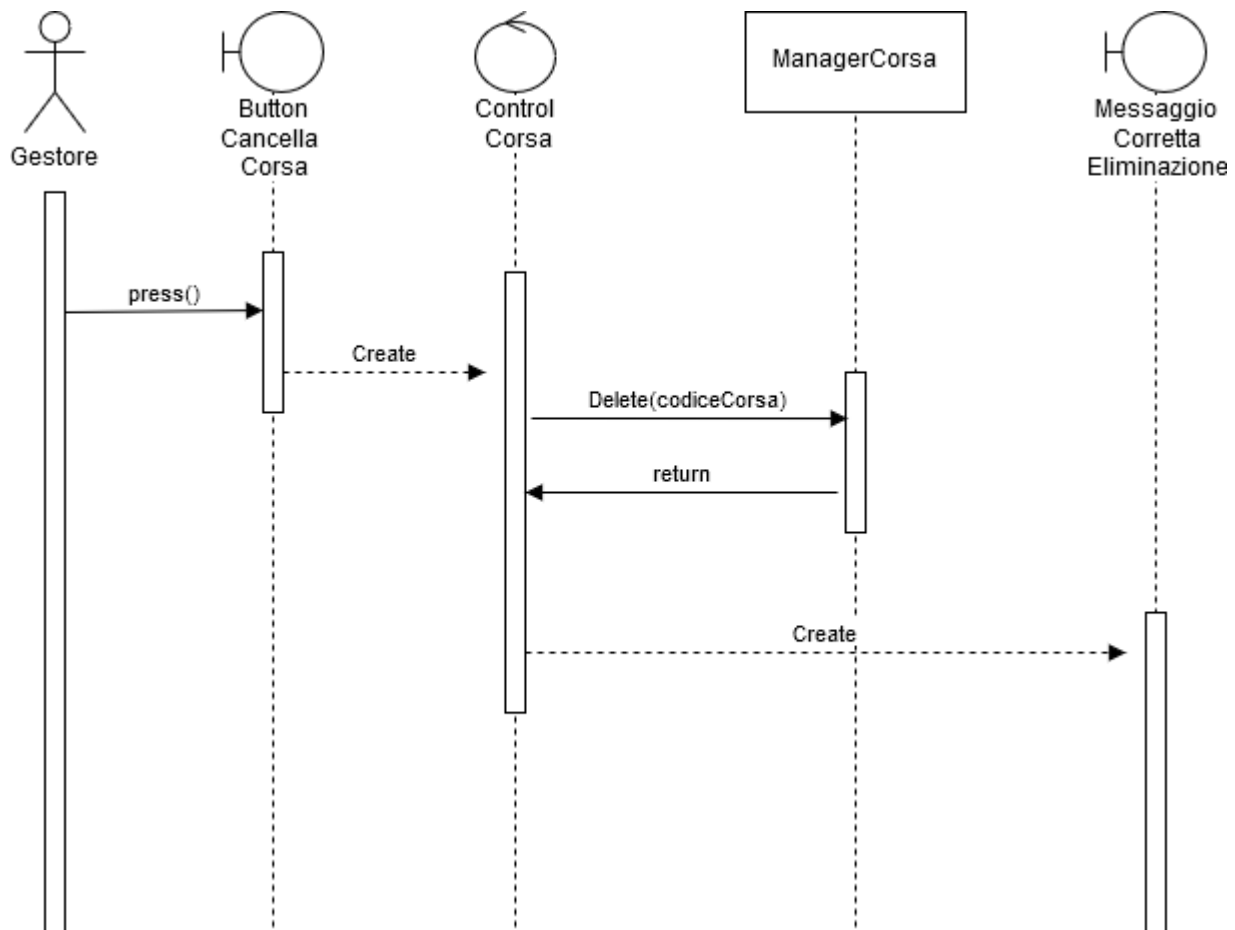 Gestore
Button
Cancella
Corsa
Control
Corsa
ManagerCorsa
Messaggio
Corretta
Eliminazione
press()
Create
Delete(codiceCorsa)
return
Create